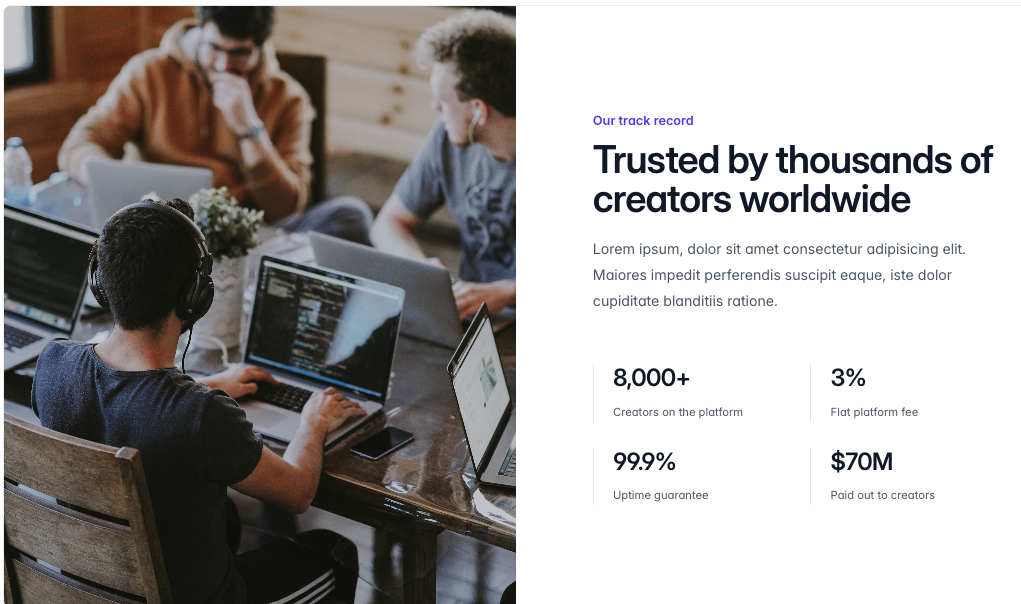 Our track record
Trusted by thousands of
creators worldwide
Lorem ipsum, dolor sit amet consectetur adipisicing elit.
Maiores impedit perferendis suscipit eaque, iste dolor
cupiditate blanditiis ratione.
8,000+
Creators on the platform
3%
Flat platform fee
99.9%
Uptime guarantee
$70M
Paid out to creators